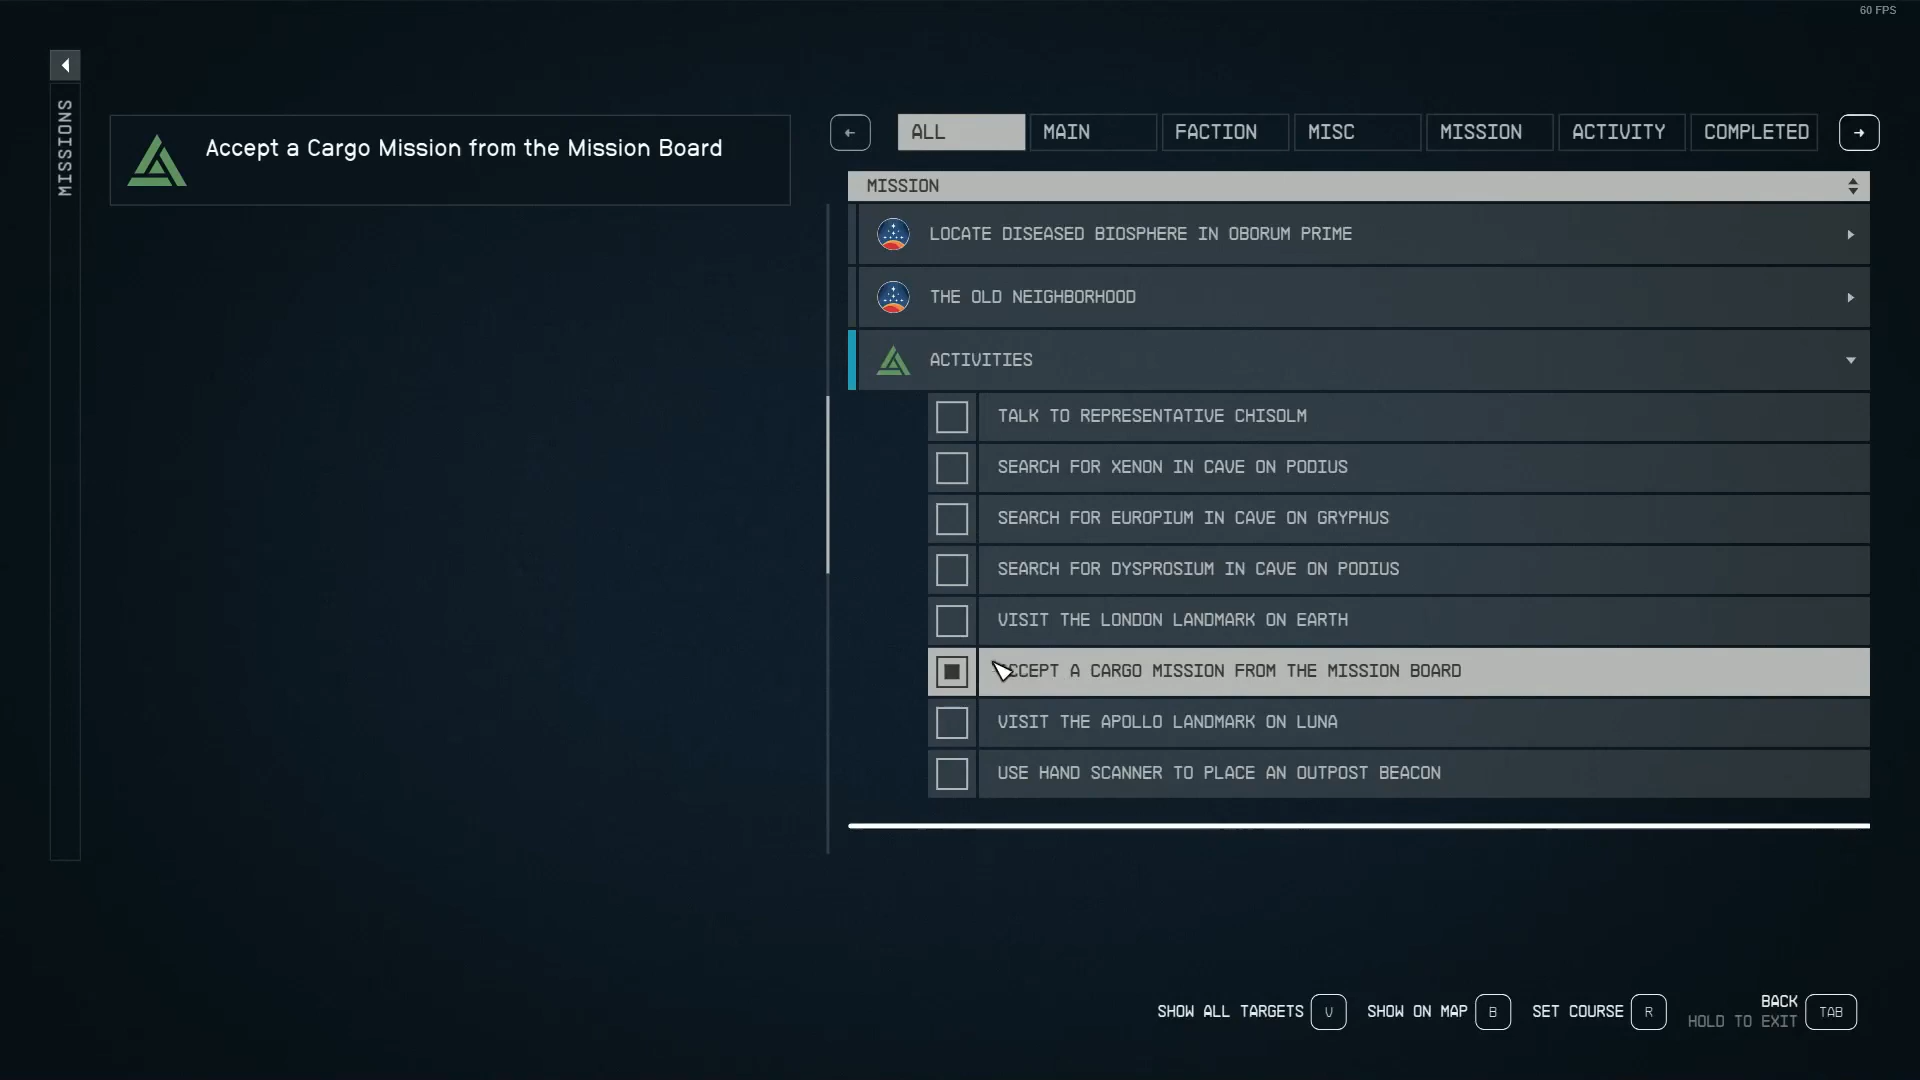 60 FPS
MISSIONS
Accept a Cargo Mission from the Mission Board
ALL
MAIN
FACTION
MISC
MISSION
ACTIVITY
COMPLETED
MISSION
LOCATE DISEASED BIOSPHERE IN OBORUM PRIME
THE OLD NEIGHBORHOOD
ACTIVITIES
TALK TO REPRESENTATIVE CHISOLM
SEARCH FOR XENON IN CAVE ON PODIUS
SEARCH FOR EUROPIUM IN CAVE ON GRYPHUS
SEARCH FOR DYSPROSIUM IN CAVE ON PODIUS
VISIT THE LONDON LANDMARK ON EARTH
ACCEPT A CARGO MISSION FROM THE MISSION BOARD
VISIT THE APOLLO LANDMARK ON LUNA
USE HAND SCANNER TO PLACE AN OUTPOST BEACON
SHOW ALL TARGETS V
SHOW ON MAP B
SET COURSE R
BACK
HOLD TO EXIT
TAB